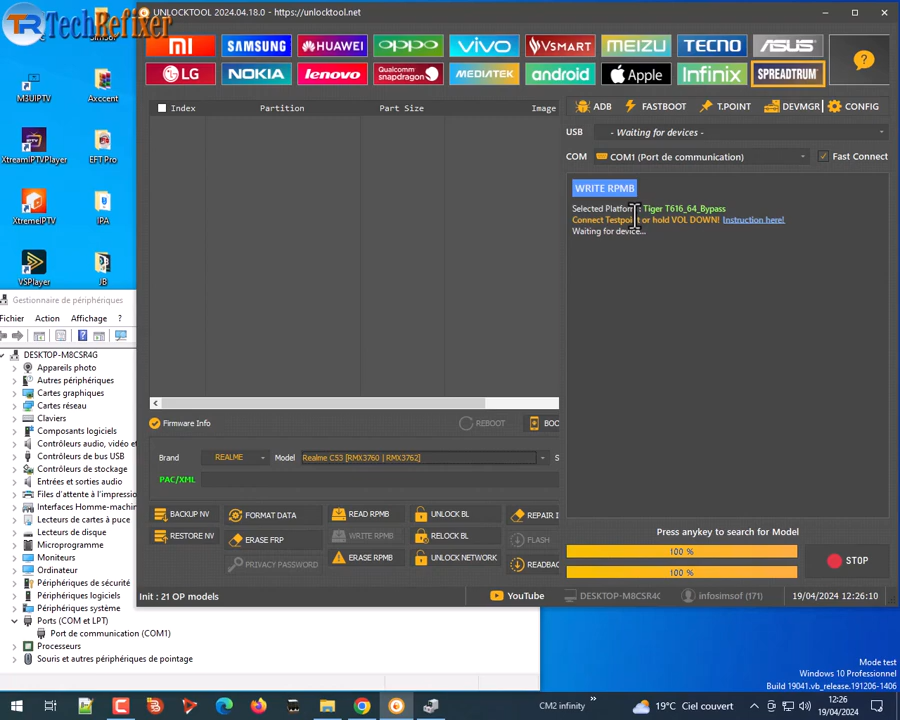 TR TechRefixer
UNLOCKTOOL 2024.04.18.0 - https://unlocktool.net
SAMSUNG HUAWEI OPPO VIVO VSMART MEIZU TECNO ASUS
LG NOKIA lenovo Qualcomm snapdragon MEDIATEK android Apple Infinix SPREADTRUM
Index Partition Part Size Image
ADB FASTBOOT T.POINT DEVMGR CONFIG
USB - Waiting for devices -
COM COM1 (Port de communication) Fast Connect
WRITE RPMB
Selected Platform: Tiger T616_64_Bypass
Connect Testpoint or hold VOL DOWN! Instruction here!
Waiting for device...
M3UIPTV
Axccent
XtreamIPTVPlayer
EFT Pro
XtremeIPTV
IPA
VSPlayer
JB
Gestionnaire de périphériques
Fichier Action Affichage ?
DESKTOP-M8CSR4G
Appareils photo
Autres périphériques
Cartes graphiques
Cartes réseau
Claviers
Composants logiciels
Contrôleurs audio, vidéo et
Contrôleurs de bus USB
Contrôleurs de stockage
Entrées et sorties audio
Files d'attente à l'impressio
Interfaces Homme-machin
Lecteurs de cartes à puce
Lecteurs de disque
Microprogramme
Moniteurs
Ordinateur
Périphériques de sécurité
Périphériques logiciels
Périphériques système
Ports (COM et LPT)
Port de communication (COM1)
Processeurs
Souris et autres périphériques de pointage
Firmware Info REBOOT BOO
Brand REALME Model Realme C53 [RMX3760 | RMX3762] S
PAC/XML
BACKUP NV FORMAT DATA READ RPMB UNLOCK BL REPAIR I
RESTORE NV ERASE FRP WRITE RPMB RELOCK BL FLASH
PRIVACY PASSWORD ERASE RPMB UNLOCK NETWORK READBAC
Press anykey to search for Model
100 %
100 %
STOP
Init : 21 OP models YouTube DESKTOP-M8CSR4G infosimsof (171) 19/04/2024 12:26:10
Mode test
Windows 10 Professionnel
Build 19041.vb_release.191206-1406
CM2 infinity » 19°C Ciel couvert 12:26
19/04/2024